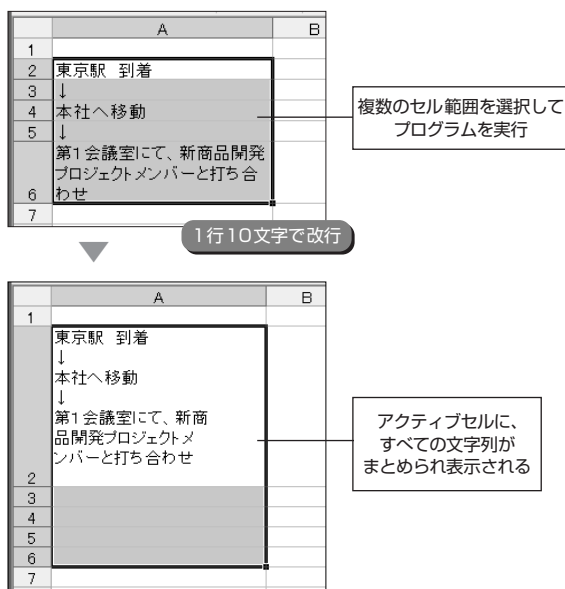 A B
1
2 東京駅 到着
3 ↓
4 本社へ移動
5 ↓
第1会議室にて、新商品開発
プロジェクトメンバーと打ち合
6 わせ
7
複数のセル範囲を選択して
プログラムを実行
1行10文字で改行
A B
1
東京駅 到着
↓
本社へ移動
↓
第1会議室にて、新商
品開発プロジェクトメ
ンバーと打ち合わせ
2
3
4
5
6
7
アクティブセルに、
すべての文字列が
まとめられ表示される